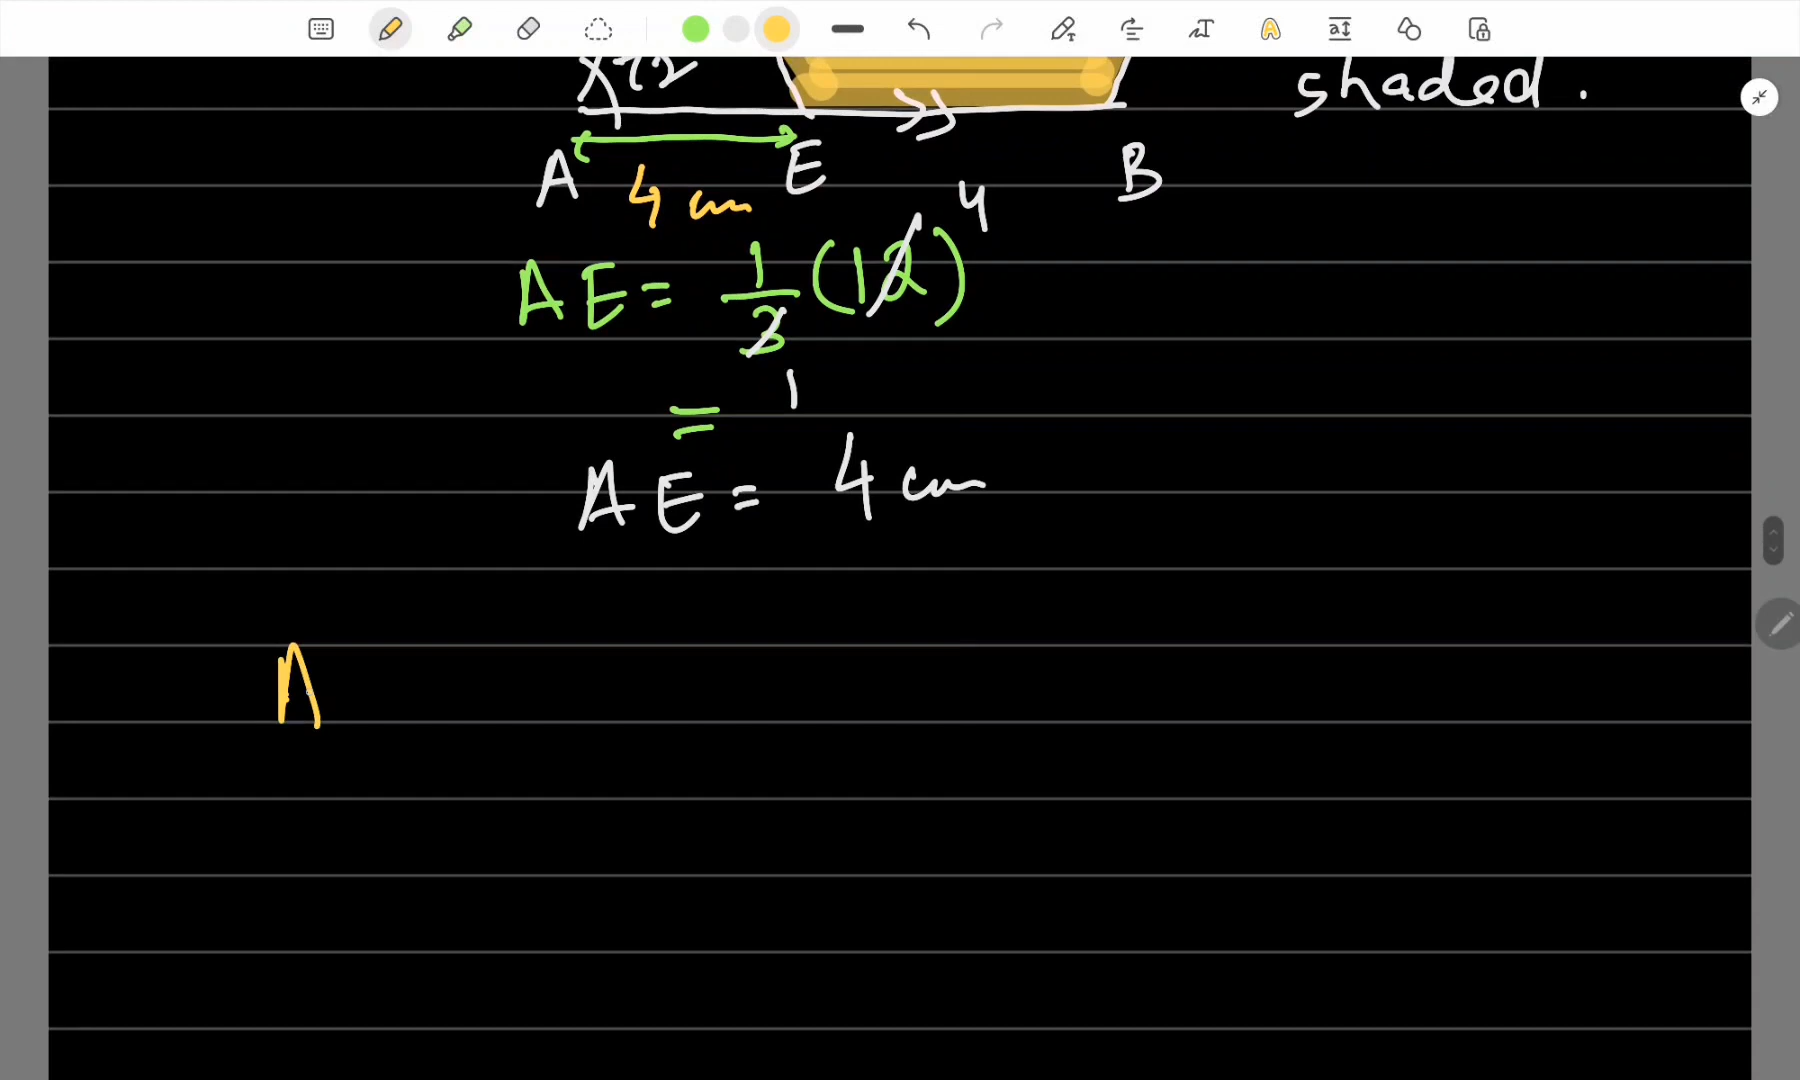 shaded.
A E B
4 cm
AE = 1/3 (12) 4
= 1
AE = 4 cm